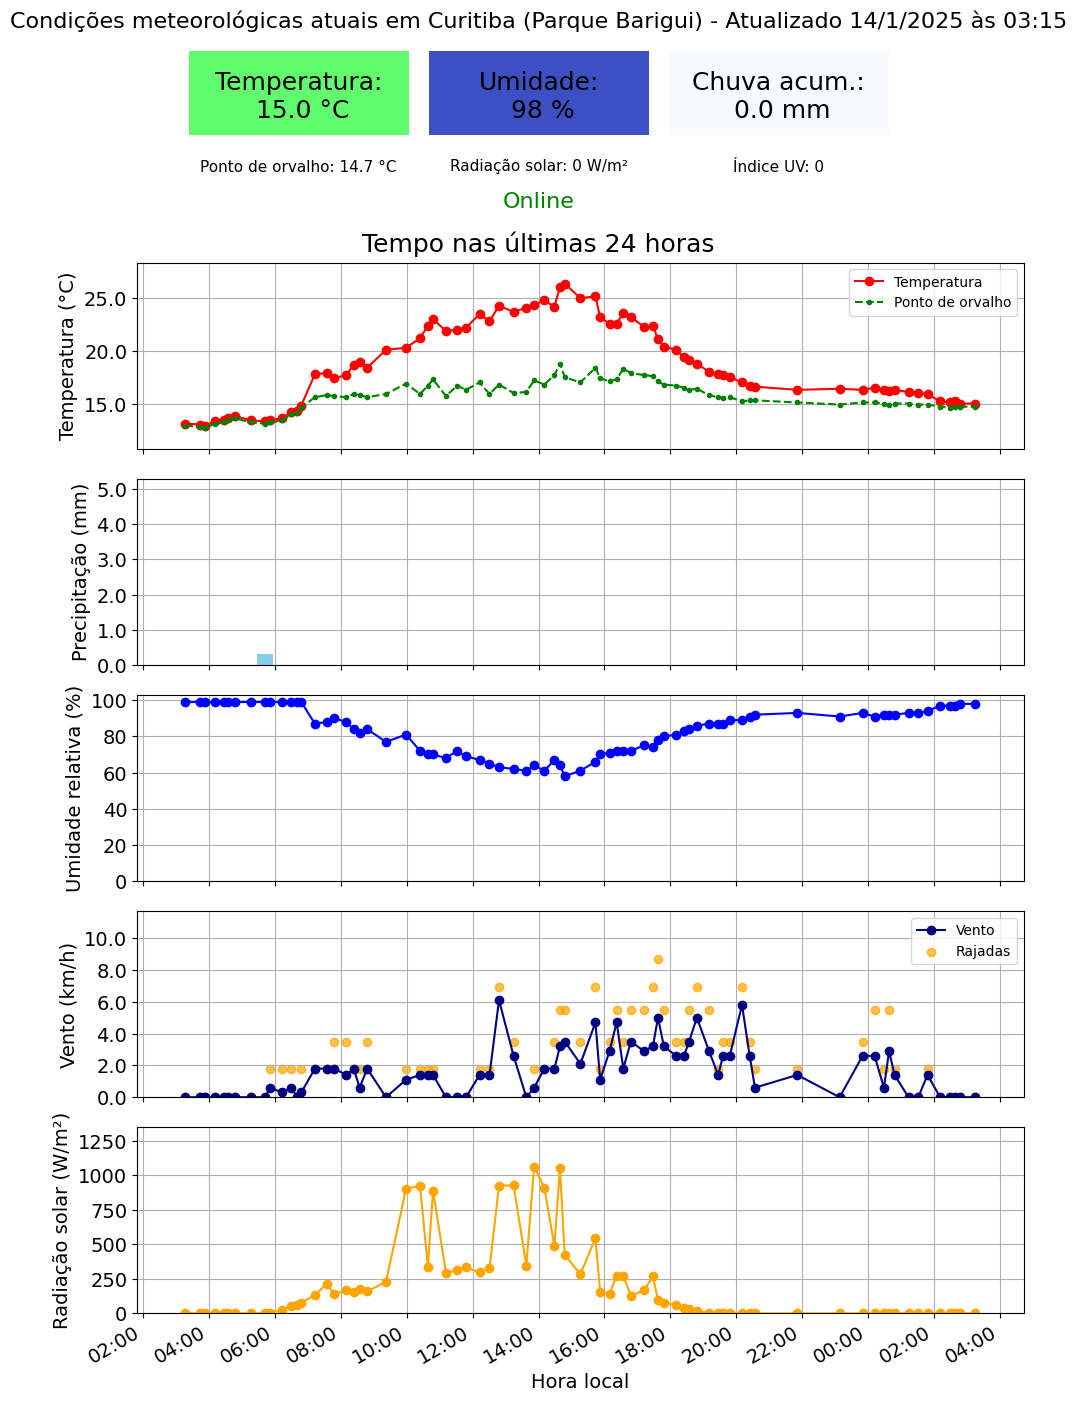 Condições meteorológicas atuais em Curitiba (Parque Barigui) - Atualizado 14/1/2025 às 03:15
Temperatura:
15.0 °C
Umidade:
98 %
Chuva acum.:
0.0 mm
Ponto de orvalho: 14.7 °C
Radiação solar: 0 W/m²
Índice UV: 0
Online
Tempo nas últimas 24 horas
Temperatura (°C)
25.0
20.0
15.0
Temperatura
Ponto de orvalho
Precipitação (mm)
5.0
4.0
3.0
2.0
1.0
0.0
Umidade relativa (%)
100
80
60
40
20
0
Vento (km/h)
10.0
8.0
6.0
4.0
2.0
0.0
Vento
Rajadas
Radiação solar (W/m²)
1250
1000
750
500
250
0
02:00 04:00 06:00 08:00 10:00 12:00 14:00 16:00 18:00 20:00 22:00 00:00 02:00 04:00
Hora local